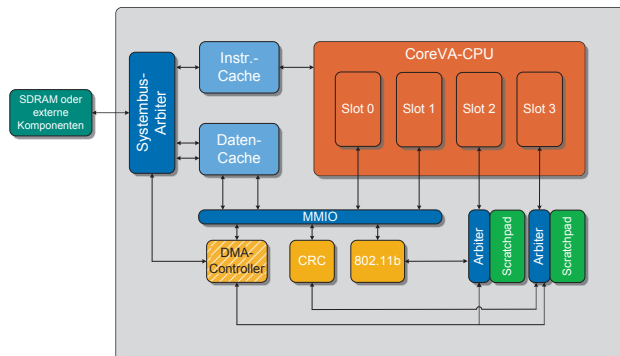 CoreVA-CPU
Instr.-
Cache
Systembus-
Arbiter
Slot 0
Slot 1
Slot 2
Slot 3
SDRAM oder
externe
Komponenten
Daten-
Cache
MMIO
DMA-
Controller
CRC
802.11b
Arbiter
Scratchpad
Arbiter
Scratchpad